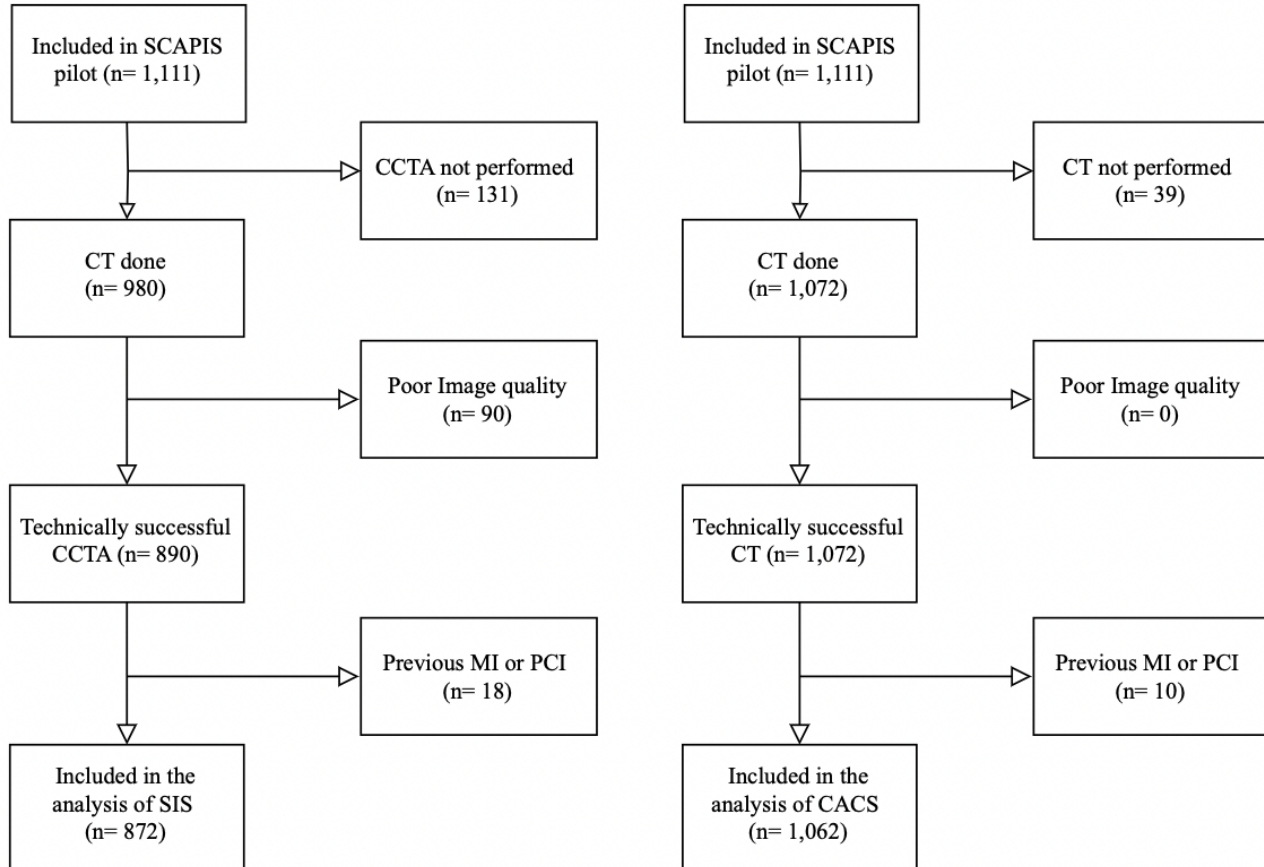 Included in SCAPIS
pilot (n= 1,111)
CCTA not performed
(n= 131)
CT done
(n= 980)
Poor Image quality
(n= 90)
Technically successful
CCTA (n= 890)
Previous MI or PCI
(n= 18)
Included in the
analysis of SIS
(n= 872)
Included in SCAPIS
pilot (n= 1,111)
CT not performed
(n= 39)
CT done
(n= 1,072)
Poor Image quality
(n= 0)
Technically successful
CT (n= 1,072)
Previous MI or PCI
(n= 10)
Included in the
analysis of CACS
(n= 1,062)